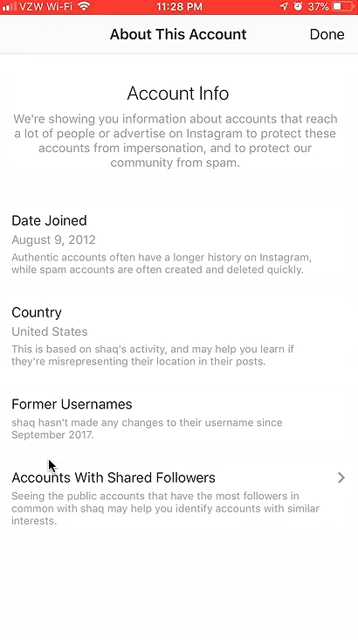 VZW Wi-Fi 11:28 PM 37%
About This Account Done
Account Info
We're showing you information about accounts that reach
a lot of people or advertise on Instagram to protect these
accounts from impersonation, and to protect our
community from spam.
Date Joined
August 9, 2012
Authentic accounts often have a longer history on Instagram,
while spam accounts are often created and deleted quickly.
Country
United States
This is based on shaq's activity, and may help you learn if
they're misrepresenting their location in their posts.
Former Usernames
shaq hasn't made any changes to their username since
September 2017.
Accounts With Shared Followers
Seeing the public accounts that have the most followers in
common with shaq may help you identify accounts with similar
interests.